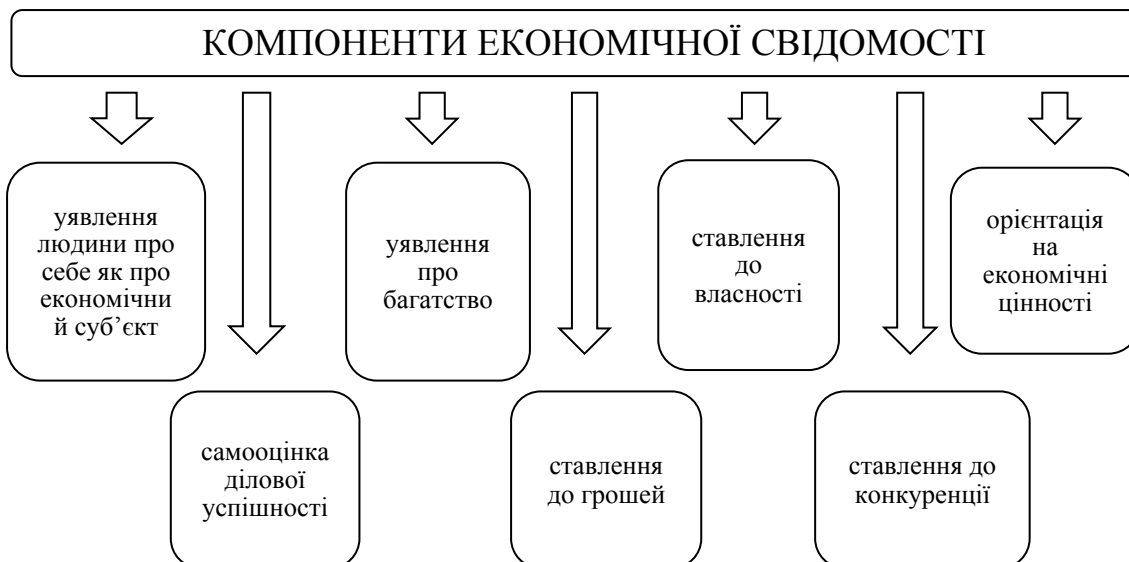 КОМПОНЕНТИ ЕКОНОМІЧНОЇ СВІДОМОСТІ
уявлення
людини про
себе як про
економічни
й суб’єкт
самооцінка
ділової
успішності
уявлення
про
багатство
ставлення
до грошей
ставлення
до
власності
ставлення до
конкуренції
орієнтація
на
економічні
цінності